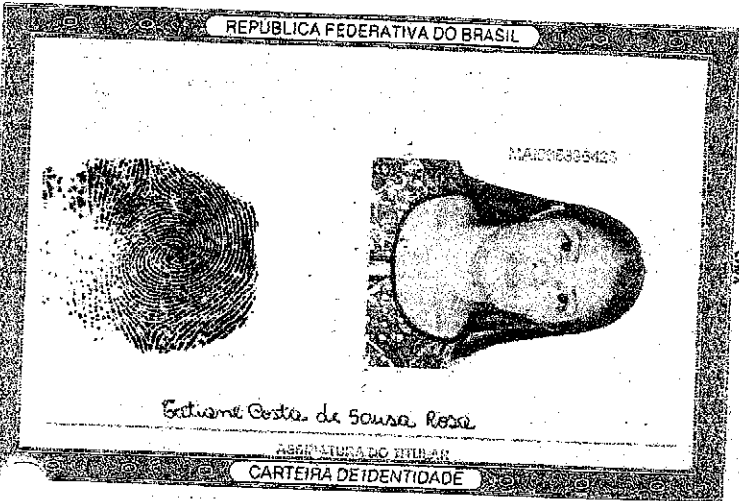 REPÚBLICA FEDERATIVA DO BRASIL
Tatiane Costa de Sousa Rosa
ASSINATURA DO TITULAR
CARTEIRA DE IDENTIDADE